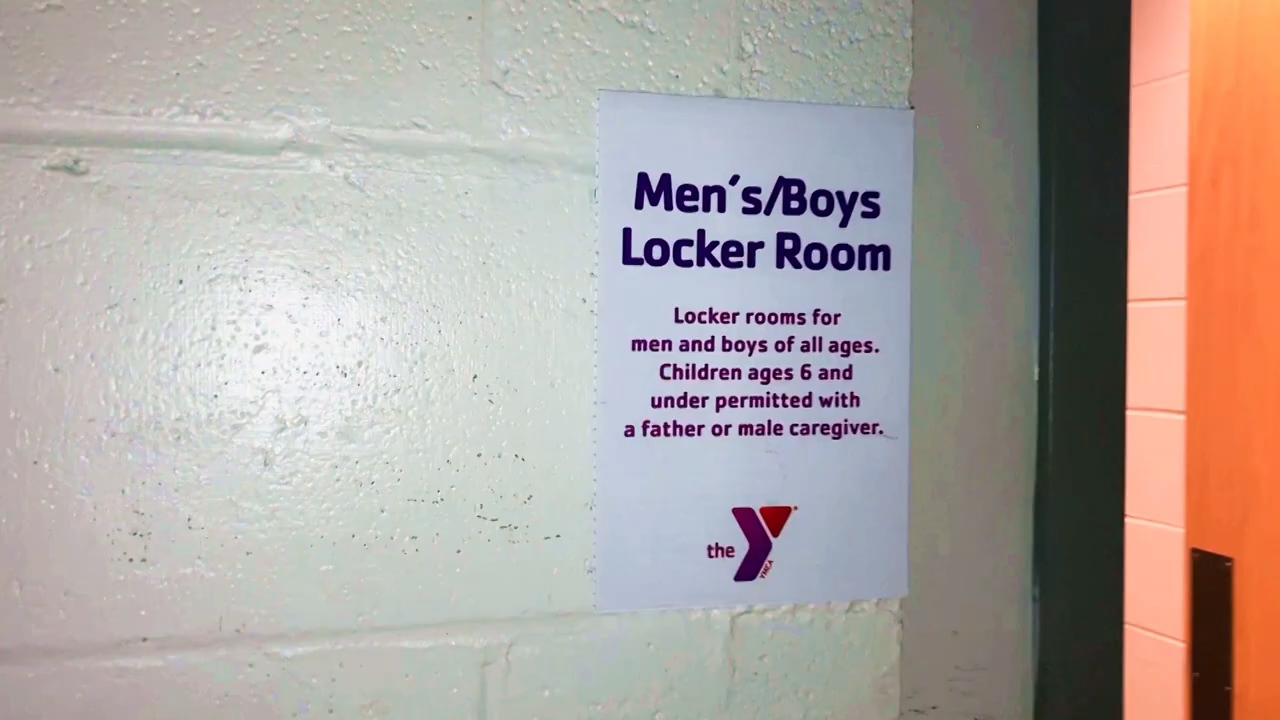 Men's/Boys
Locker Room
Locker rooms for
men and boys of all ages.
Children ages 6 and
under permitted with
a father or male caregiver.
the Y
YMCA